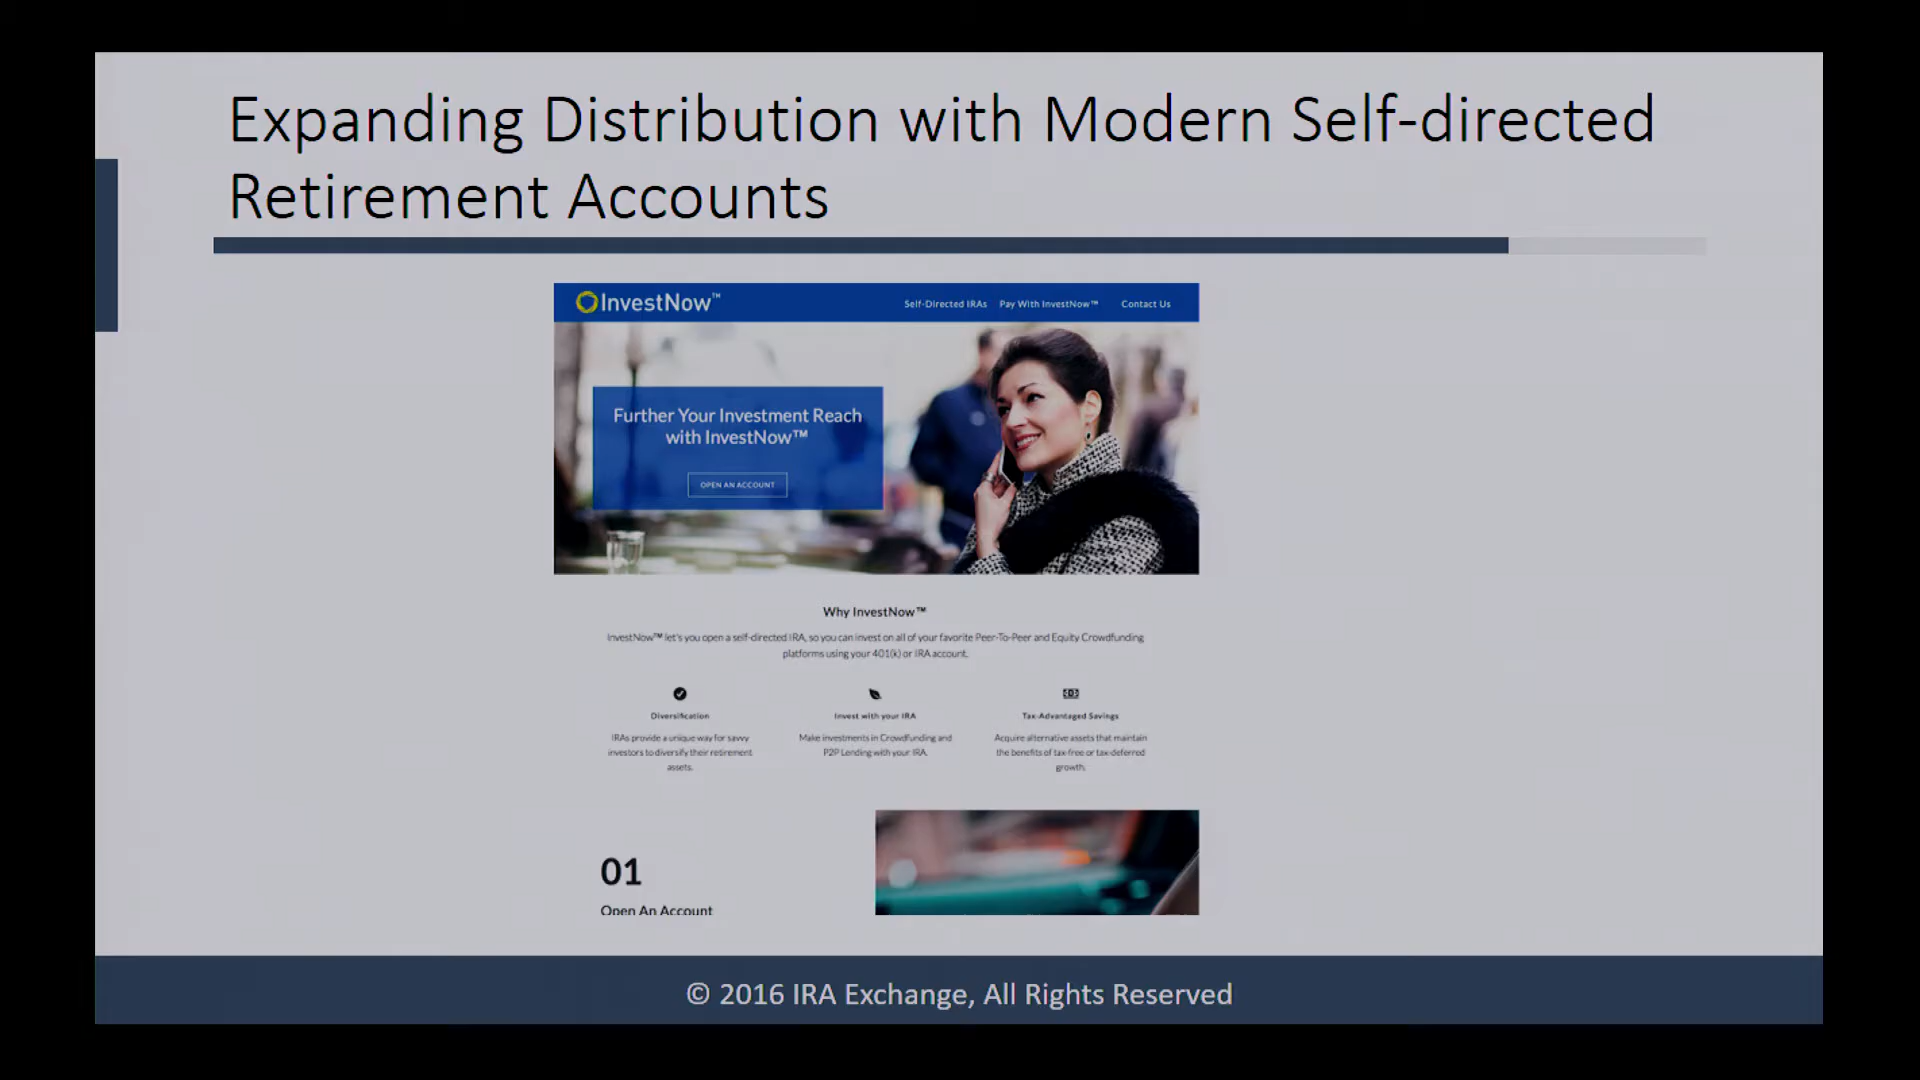 Expanding Distribution with Modern Self-directed
Retirement Accounts
InvestNow™
Self-Directed IRAs Pay With InvestNow™ Contact Us
Further Your Investment Reach
with InvestNow™
OPEN AN ACCOUNT
Why InvestNow™
InvestNow™ let's you open a self-directed IRA, so you can invest on all of your favorite Peer-To-Peer and Equity Crowdfunding
platforms using your 401(k) or IRA account.
Diversification
IRAs provide a unique way for savvy
investors to diversify their retirement
assets.
Invest with your IRA
Make investments in Crowdfunding and
P2P Lending with your IRA.
Tax-Advantaged Savings
Acquire alternative assets that maintain
the benefits of tax-free or tax-deferred
growth.
01
Open An Account
© 2016 IRA Exchange, All Rights Reserved